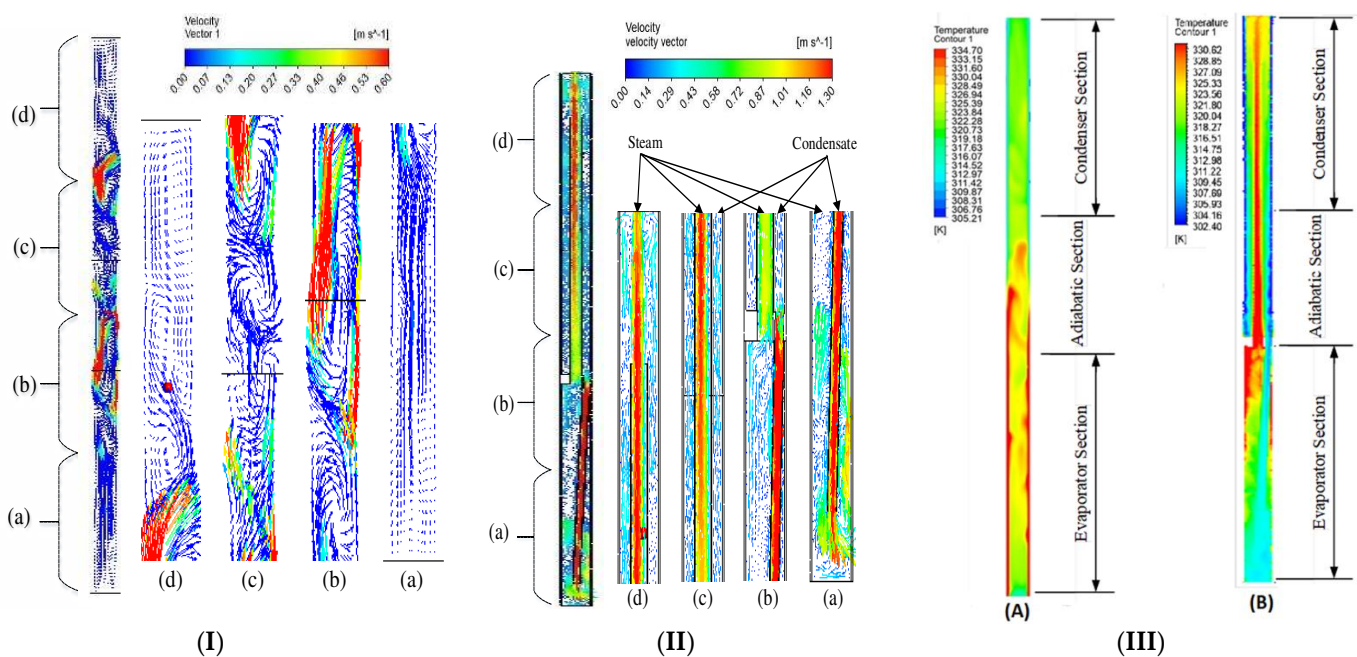 Velocity
Vector 1
[m s^-1]
0.00
0.07
0.13
0.20
0.27
0.33
0.40
0.46
0.53
0.60
(d)
(c)
(b)
(a)
(d)
(c)
(b)
(a)
(I)
Velocity
velocity vector
[m s^-1]
0.00
0.14
0.29
0.43
0.58
0.72
0.87
1.01
1.16
1.30
Steam
Condensate
(d)
(c)
(b)
(a)
(d)
(c)
(b)
(a)
(II)
Temperature
Contour 1
334.70
333.15
331.60
330.04
328.49
326.94
325.39
323.84
322.28
320.73
319.18
317.63
316.07
314.52
312.97
311.42
309.87
308.31
306.76
305.21
[K]
Condenser Section
Adiabatic Section
Evaporator Section
(A)
Temperature
Contour 1
330.62
328.85
327.09
325.33
323.56
321.80
320.04
318.27
316.51
314.75
312.98
311.22
309.45
307.69
305.93
304.16
302.40
[K]
Condenser Section
Adiabatic Section
Evaporator Section
(B)
(III)